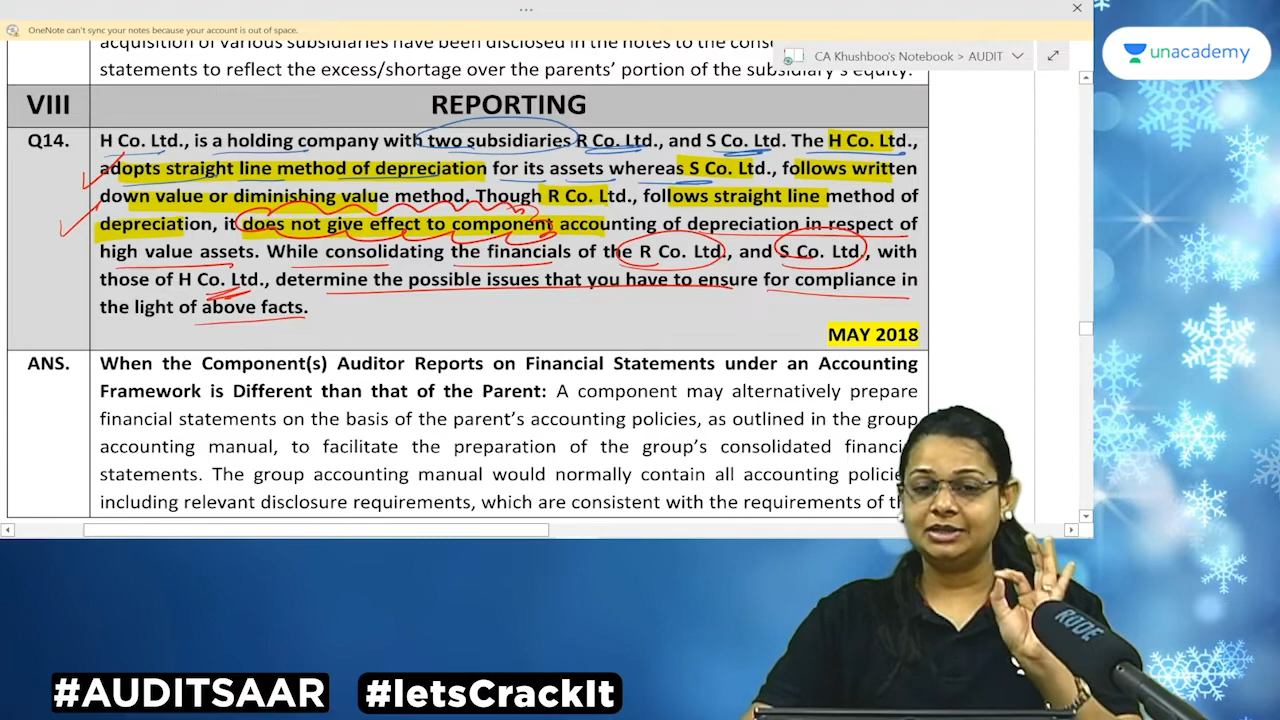 OneNote can't sync your notes because your account is out of space.
CA Khushboo's Notebook > AUDIT
unacademy
acquisition of various subsidiaries have been disclosed in the notes to the
statements to reflect the excess/shortage over the parents' portion of the subsidiary's equity.
VIII REPORTING
Q14. H Co. Ltd., is a holding company with two subsidiaries R Co. Ltd., and S Co. Ltd. The H Co. Ltd.,
adopts straight line method of depreciation for its assets whereas S Co. Ltd., follows written
down value or diminishing value method. Though R Co. Ltd., follows straight line method of
depreciation, it does not give effect to component accounting of depreciation in respect of
high value assets. While consolidating the financials of the R Co. Ltd., and S Co. Ltd., with
those of H Co. Ltd., determine the possible issues that you have to ensure for compliance in
the light of above facts.
MAY 2018
ANS. When the Component(s) Auditor Reports on Financial Statements under an Accounting
Framework is Different than that of the Parent: A component may alternatively prepare
financial statements on the basis of the parent's accounting policies, as outlined in the group
accounting manual, to facilitate the preparation of the group's consolidated
statements. The group accounting manual would normally contain all accounting
including relevant disclosure requirements, which are consistent with the requirements of
RODE
#AUDITSAAR #letsCrackIt